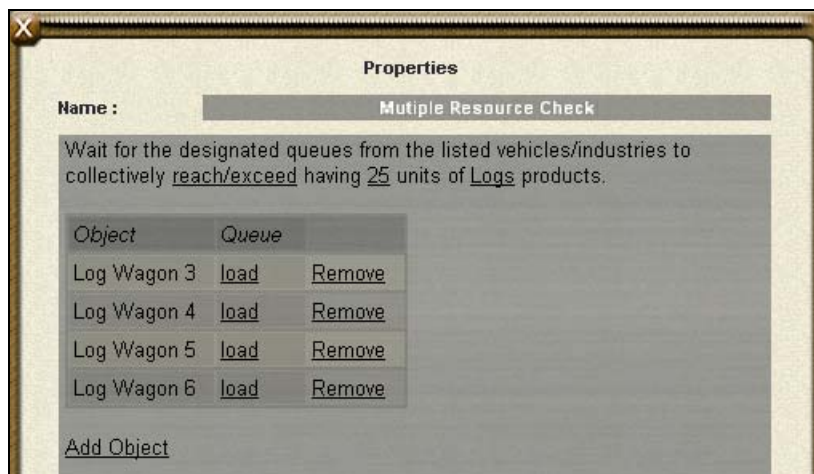 X
Properties
Name : Mutiple Resource Check
Wait for the designated queues from the listed vehicles/industries to
collectively reach/exceed having 25 units of Logs products.
Object Queue
Log Wagon 3 load Remove
Log Wagon 4 load Remove
Log Wagon 5 load Remove
Log Wagon 6 load Remove
Add Object